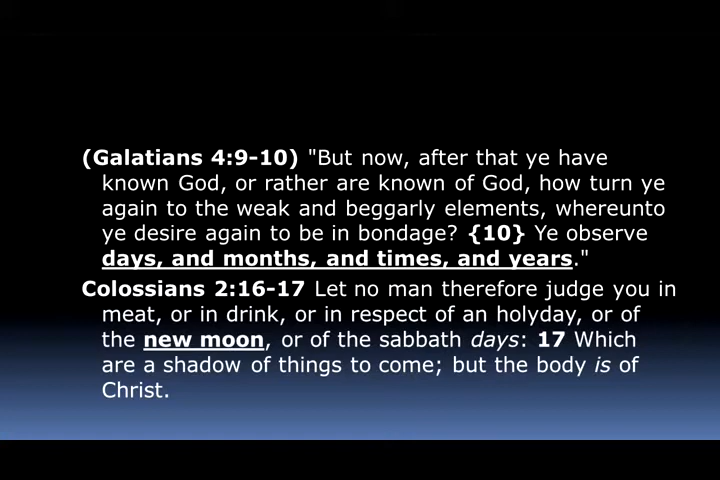 (Galatians 4:9-10) "But now, after that ye have
known God, or rather are known of God, how turn ye
again to the weak and beggarly elements, whereunto
ye desire again to be in bondage? {10} Ye observe
days, and months, and times, and years."
Colossians 2:16-17 Let no man therefore judge you in
meat, or in drink, or in respect of an holyday, or of
the new moon, or of the sabbath days: 17 Which
are a shadow of things to come; but the body is of
Christ.